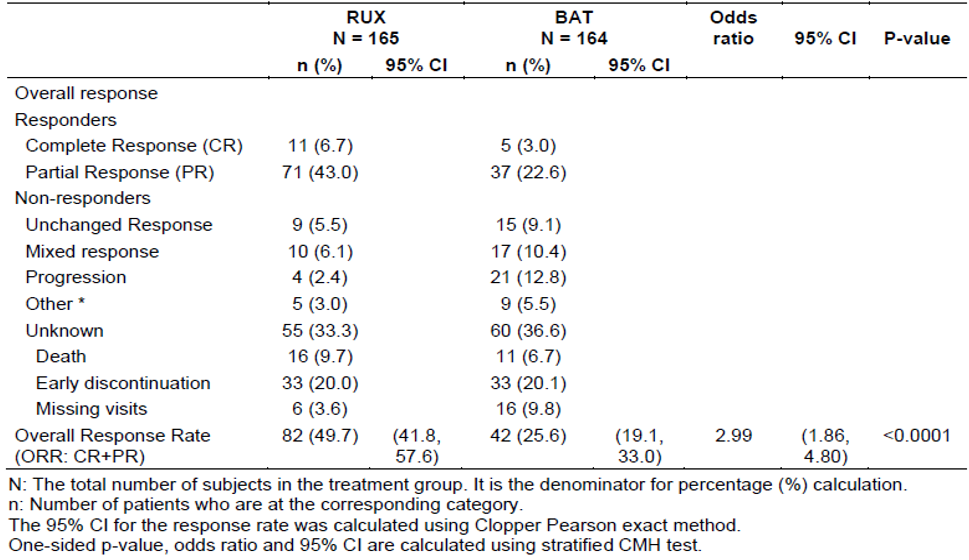 RUX BAT Odds
N = 165 N = 164 ratio 95% CI P-value
n (%) 95% CI n (%) 95% CI
Overall response
Responders
Complete Response (CR) 11 (6.7) 5 (3.0)
Partial Response (PR) 71 (43.0) 37 (22.6)
Non-responders
Unchanged Response 9 (5.5) 15 (9.1)
Mixed response 10 (6.1) 17 (10.4)
Progression 4 (2.4) 21 (12.8)
Other * 5 (3.0) 9 (5.5)
Unknown 55 (33.3) 60 (36.6)
Death 16 (9.7) 11 (6.7)
Early discontinuation 33 (20.0) 33 (20.1)
Missing visits 6 (3.6) 16 (9.8)
Overall Response Rate 82 (49.7) (41.8, 42 (25.6) (19.1, 2.99 (1.86, <0.0001
(ORR: CR+PR) 57.6) 33.0) 4.80)
N: The total number of subjects in the treatment group. It is the denominator for percentage (%) calculation.
n: Number of patients who are at the corresponding category.
The 95% CI for the response rate was calculated using Clopper Pearson exact method.
One-sided p-value, odds ratio and 95% CI are calculated using stratified CMH test.